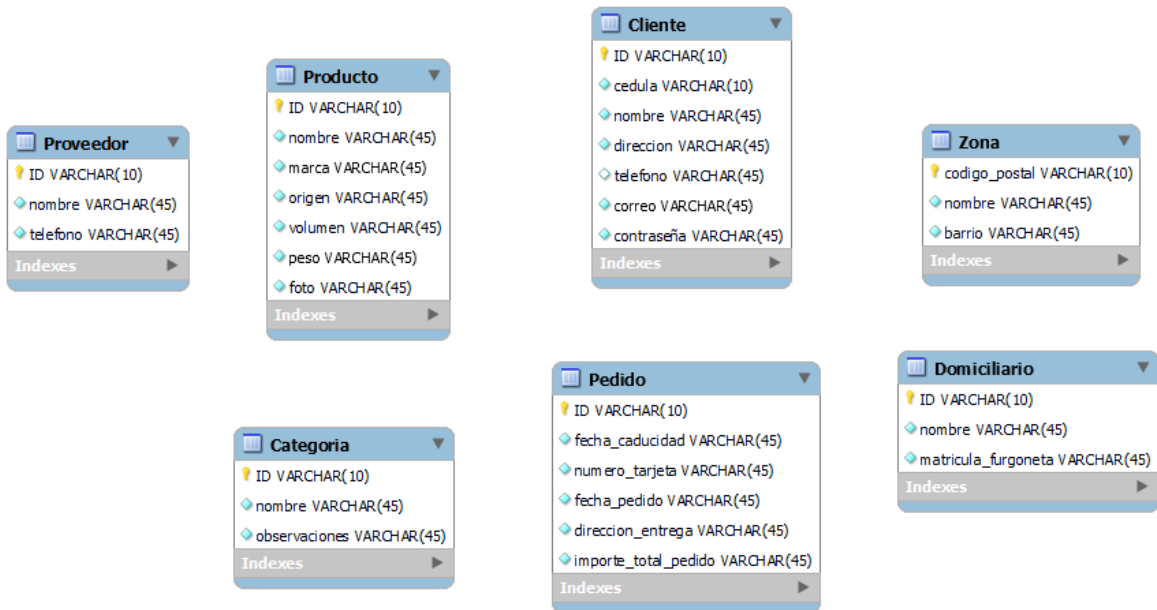 Proveedor
ID VARCHAR(10)
nombre VARCHAR(45)
telefono VARCHAR(45)
Indexes
Producto
ID VARCHAR(10)
nombre VARCHAR(45)
marca VARCHAR(45)
origen VARCHAR(45)
volumen VARCHAR(45)
peso VARCHAR(45)
foto VARCHAR(45)
Indexes
Cliente
ID VARCHAR(10)
cedula VARCHAR(10)
nombre VARCHAR(45)
direccion VARCHAR(45)
telefono VARCHAR(45)
correo VARCHAR(45)
contraseña VARCHAR(45)
Indexes
Zona
codigo_postal VARCHAR(10)
nombre VARCHAR(45)
barrio VARCHAR(45)
Indexes
Categoria
ID VARCHAR(10)
nombre VARCHAR(45)
observaciones VARCHAR(45)
Indexes
Pedido
ID VARCHAR(10)
fecha_caducidad VARCHAR(45)
numero_tarjeta VARCHAR(45)
fecha_pedido VARCHAR(45)
direccion_entrega VARCHAR(45)
importe_total_pedido VARCHAR(45)
Indexes
Domiciliario
ID VARCHAR(10)
nombre VARCHAR(45)
matricula_furgoneta VARCHAR(45)
Indexes